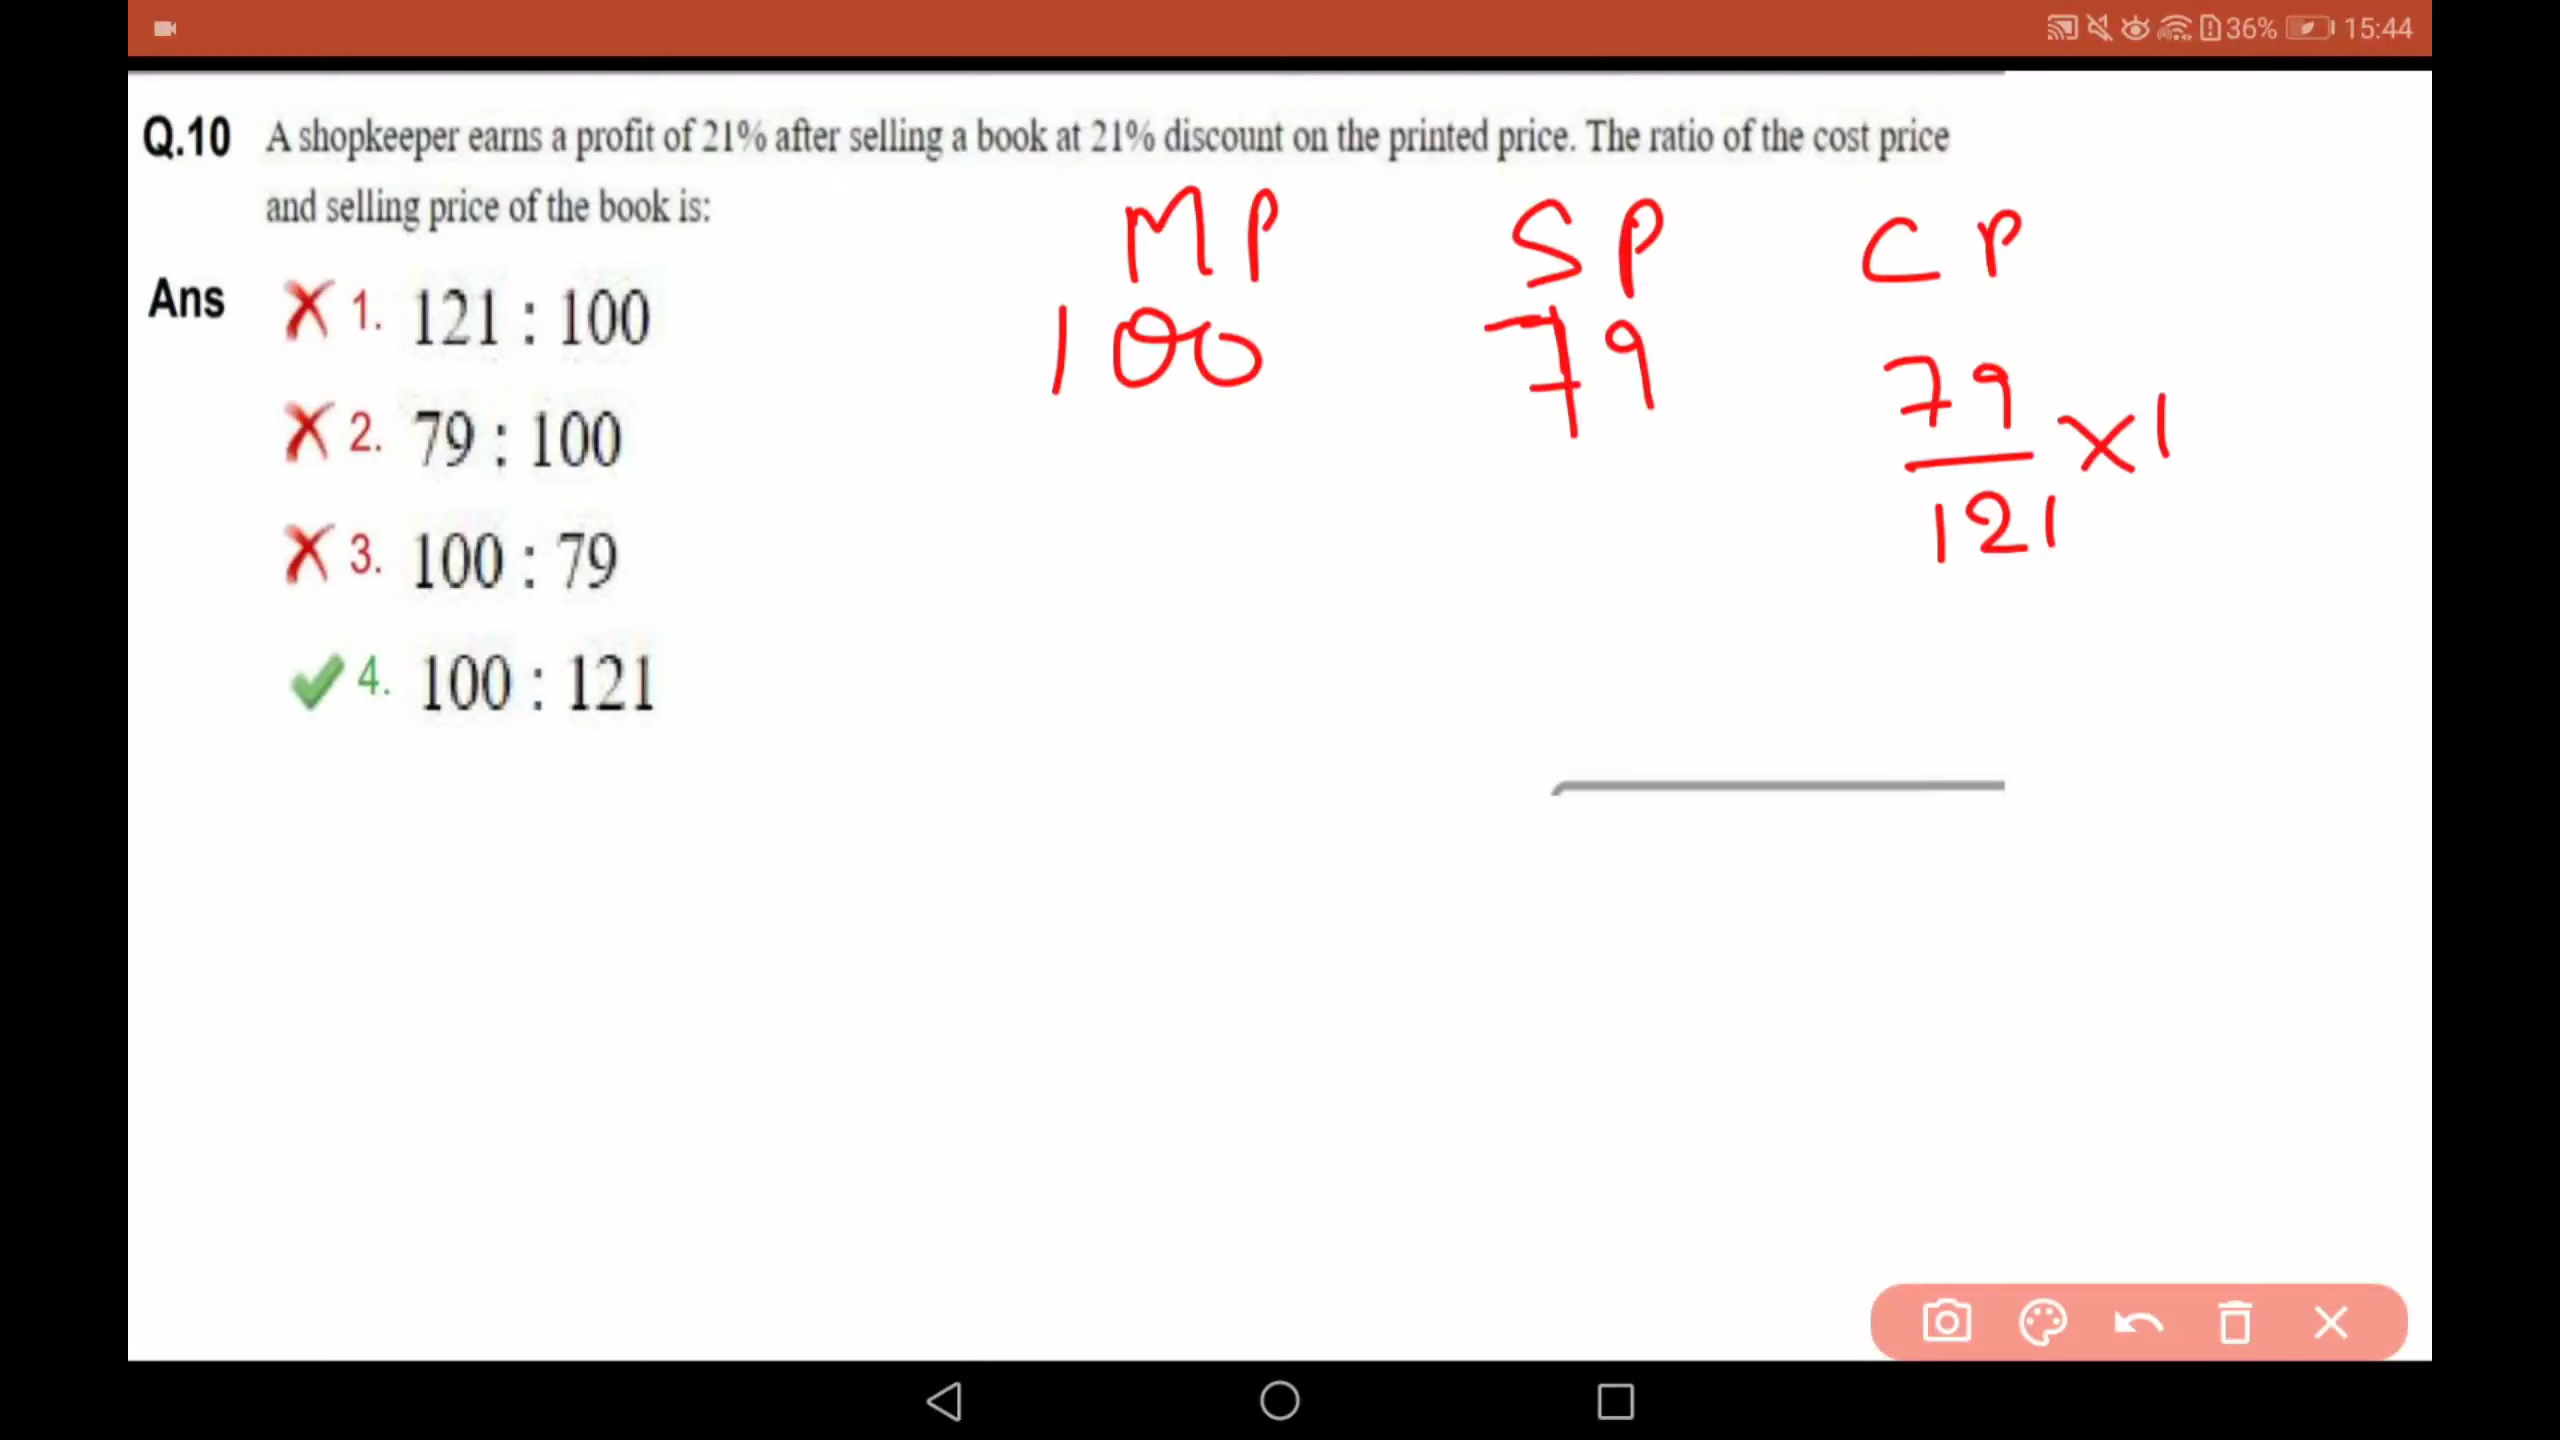 36% 15:44
Q.10 A shopkeeper earns a profit of 21% after selling a book at 21% discount on the printed price. The ratio of the cost price
and selling price of the book is:
MP SP CP
Ans 1. 121 : 100
100 79
79
2. 79 : 100
×1
121
3. 100 : 79
4. 100 : 121